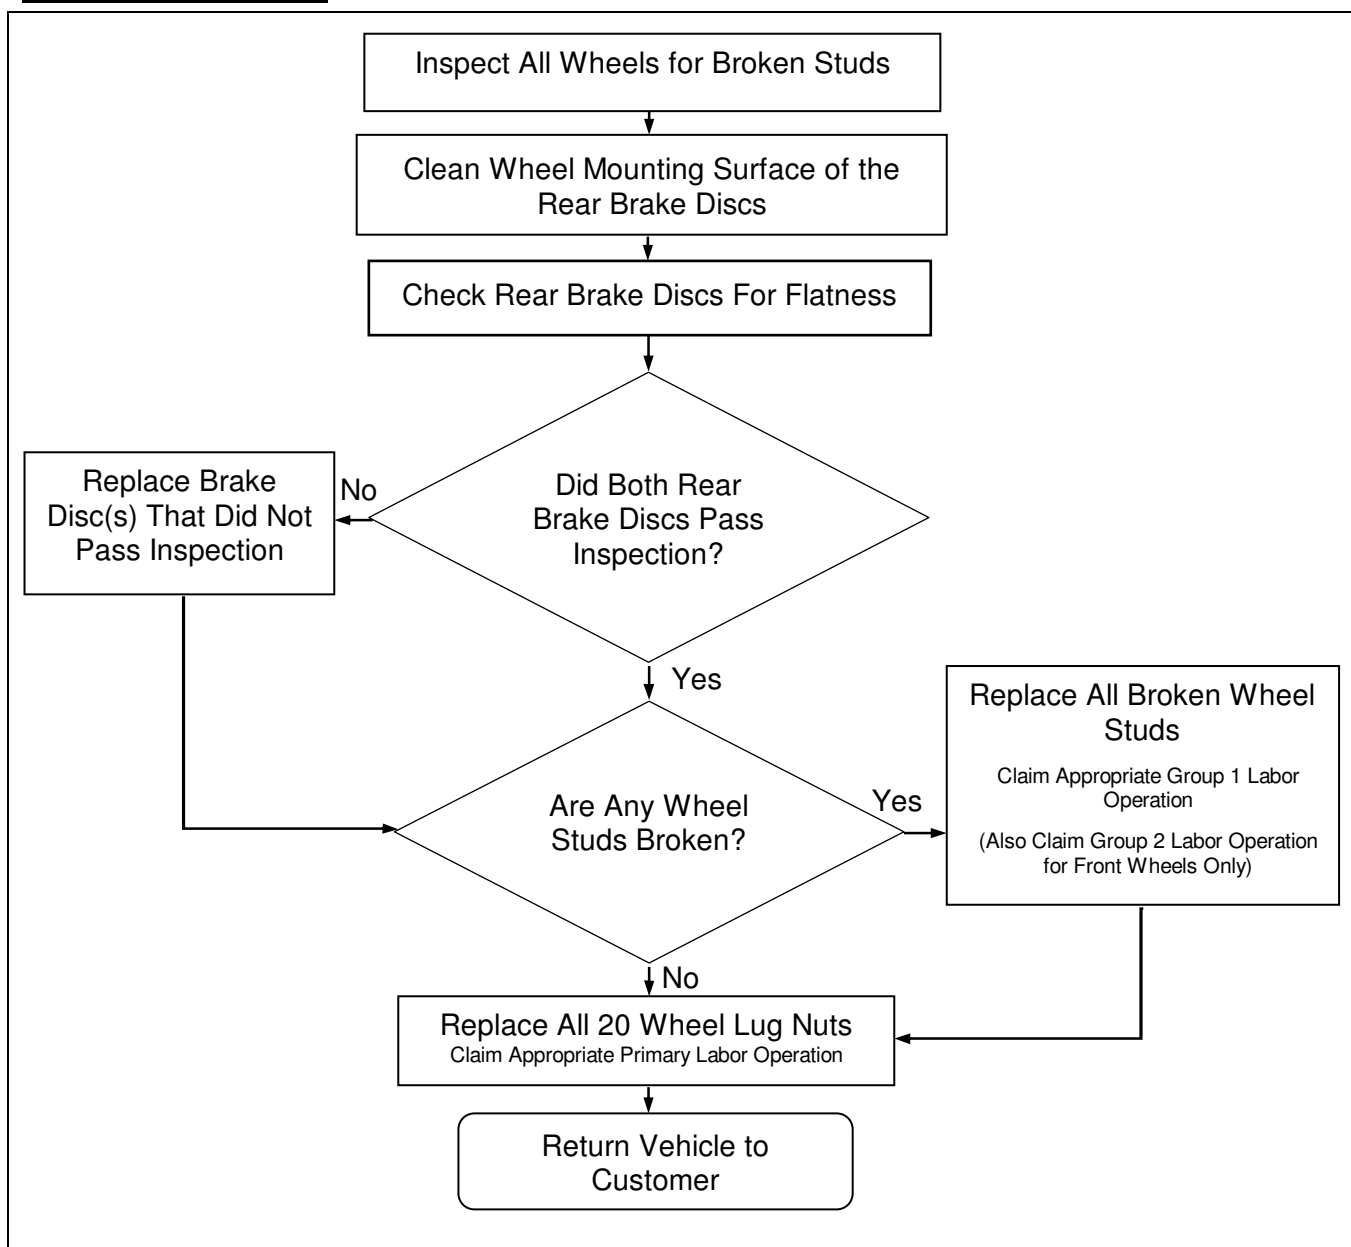 Inspect All Wheels for Broken Studs
Clean Wheel Mounting Surface of the
Rear Brake Discs
Check Rear Brake Discs For Flatness
Did Both Rear
Brake Discs Pass
Inspection?
No
Replace Brake
Disc(s) That Did Not
Pass Inspection
Yes
Are Any Wheel
Studs Broken?
Yes
Replace All Broken Wheel
Studs
Claim Appropriate Group 1 Labor
Operation
(Also Claim Group 2 Labor Operation
for Front Wheels Only)
No
Replace All 20 Wheel Lug Nuts
Claim Appropriate Primary Labor Operation
Return Vehicle to
Customer